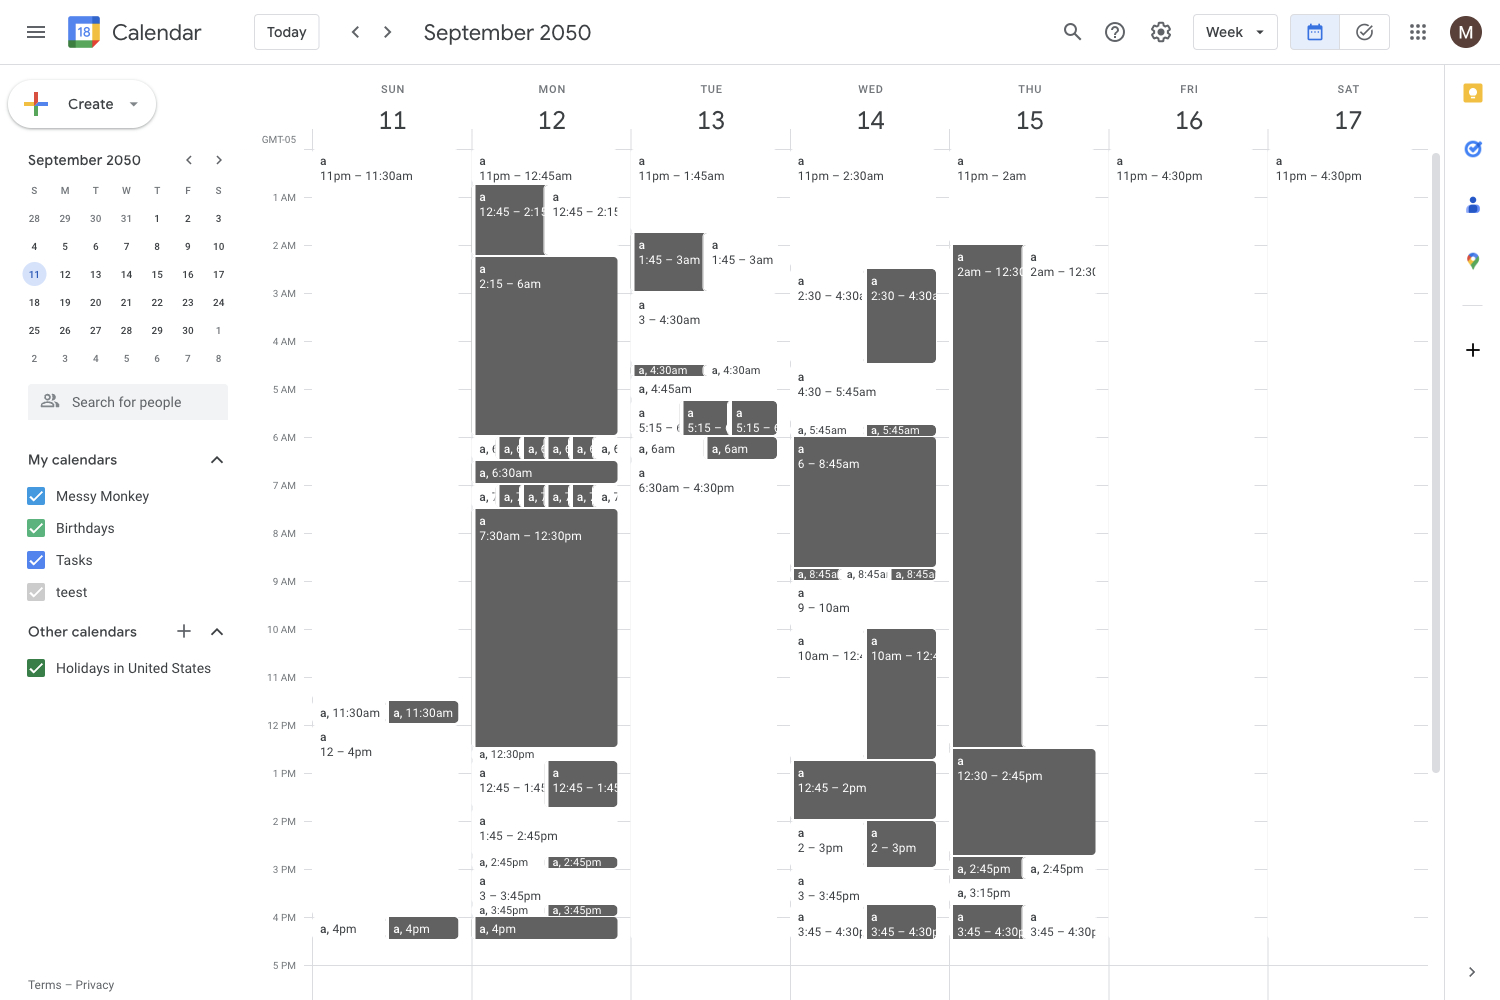 18 Calendar Today September 2050 Week M
Create
SUN MON TUE WED THU FRI SAT
11 12 13 14 15 16 17
GMT-05
September 2050
S M T W T F S
28 29 30 31 1 2 3
4 5 6 7 8 9 10
11 12 13 14 15 16 17
18 19 20 21 22 23 24
25 26 27 28 29 30 1
2 3 4 5 6 7 8
Search for people
My calendars
Messy Monkey
Birthdays
Tasks
teest
Other calendars
Holidays in United States
Terms – Privacy
1 AM
2 AM
3 AM
4 AM
5 AM
6 AM
7 AM
8 AM
9 AM
10 AM
11 AM
12 PM
1 PM
2 PM
3 PM
4 PM
5 PM
a
11pm – 11:30am
a, 11:30am
a, 11:30am
a
12 – 4pm
a, 4pm
a, 4pm
a
11pm – 12:45am
a
12:45 – 2:15
a
12:45 – 2:15
a
2:15 – 6am
a, 6
a, 6
a, 6
a, 6
a, 6
a, 6
a, 6:30am
a, 7
a, 7
a, 7
a, 7
a, 7
a, 7
a
7:30am – 12:30pm
a, 12:30pm
a
12:45 – 1:45
a
12:45 – 1:45
a
1:45 – 2:45pm
a, 2:45pm
a, 2:45pm
a
3 – 3:45pm
a, 3:45pm
a, 3:45pm
a, 4pm
a
11pm – 1:45am
a
1:45 – 3am
a
1:45 – 3am
a
3 – 4:30am
a, 4:30am
a, 4:30am
a, 4:45am
a
5:15 – 6
a
5:15 – 6
a
5:15 – 6
a, 6am
a, 6am
a
6:30am – 4:30pm
a
11pm – 2:30am
a
2:30 – 4:30a
a
2:30 – 4:30a
a
4:30 – 5:45am
a, 5:45am
a, 5:45am
a
6 – 8:45am
a, 8:45a
a, 8:45a
a, 8:45a
a
9 – 10am
a
10am – 12:4
a
10am – 12:4
a
12:45 – 2pm
a
2 – 3pm
a
2 – 3pm
a
3 – 3:45pm
a
3:45 – 4:30p
a
3:45 – 4:30p
a
11pm – 2am
a
2am – 12:30
a
2am – 12:30
a
12:30 – 2:45pm
a, 2:45pm
a, 2:45pm
a, 3:15pm
a
3:45 – 4:30p
a
3:45 – 4:30p
a
11pm – 4:30pm
a
11pm – 4:30pm